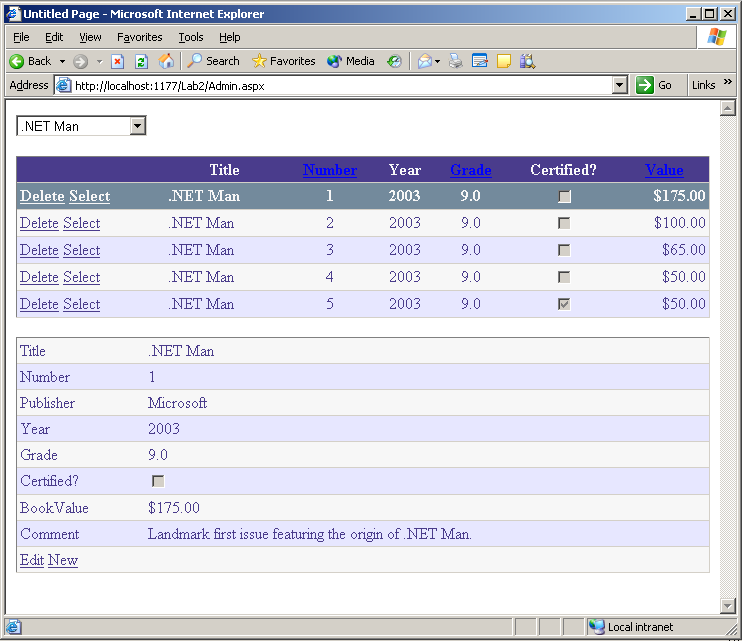 Untitled Page - Microsoft Internet Explorer
File Edit View Favorites Tools Help
Back Search Favorites Media
Address http://localhost:1177/Lab2/Admin.aspx Go Links »
.NET Man
Title Number Year Grade Certified? Value
Delete Select .NET Man 1 2003 9.0 $175.00
Delete Select .NET Man 2 2003 9.0 $100.00
Delete Select .NET Man 3 2003 9.0 $65.00
Delete Select .NET Man 4 2003 9.0 $50.00
Delete Select .NET Man 5 2003 9.0 $50.00
Title .NET Man
Number 1
Publisher Microsoft
Year 2003
Grade 9.0
Certified?
BookValue $175.00
Comment Landmark first issue featuring the origin of .NET Man.
Edit New
Local intranet